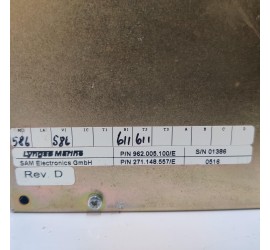 586 586 611 611
Lyngsø Marine P/N 962.005.100/E S/N 01386
SAM Electronics GmbH P/N 271.148.557/E 0516
Rev. D